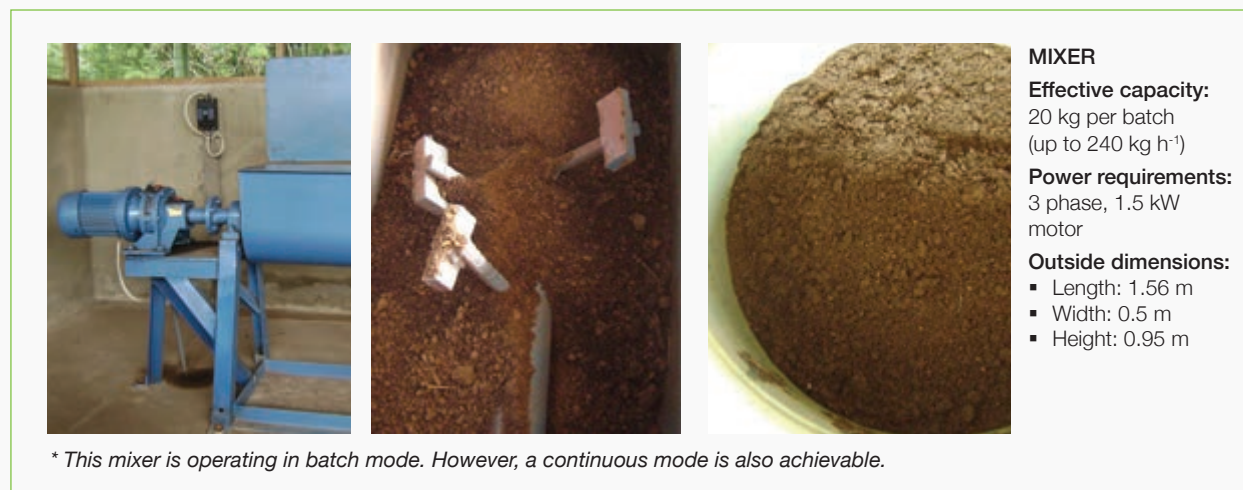 MIXER
Effective capacity:
20 kg per batch
(up to 240 kg h⁻¹)
Power requirements:
3 phase, 1.5 kW
motor
Outside dimensions:
▪ Length: 1.56 m
▪ Width: 0.5 m
▪ Height: 0.95 m
* This mixer is operating in batch mode. However, a continuous mode is also achievable.